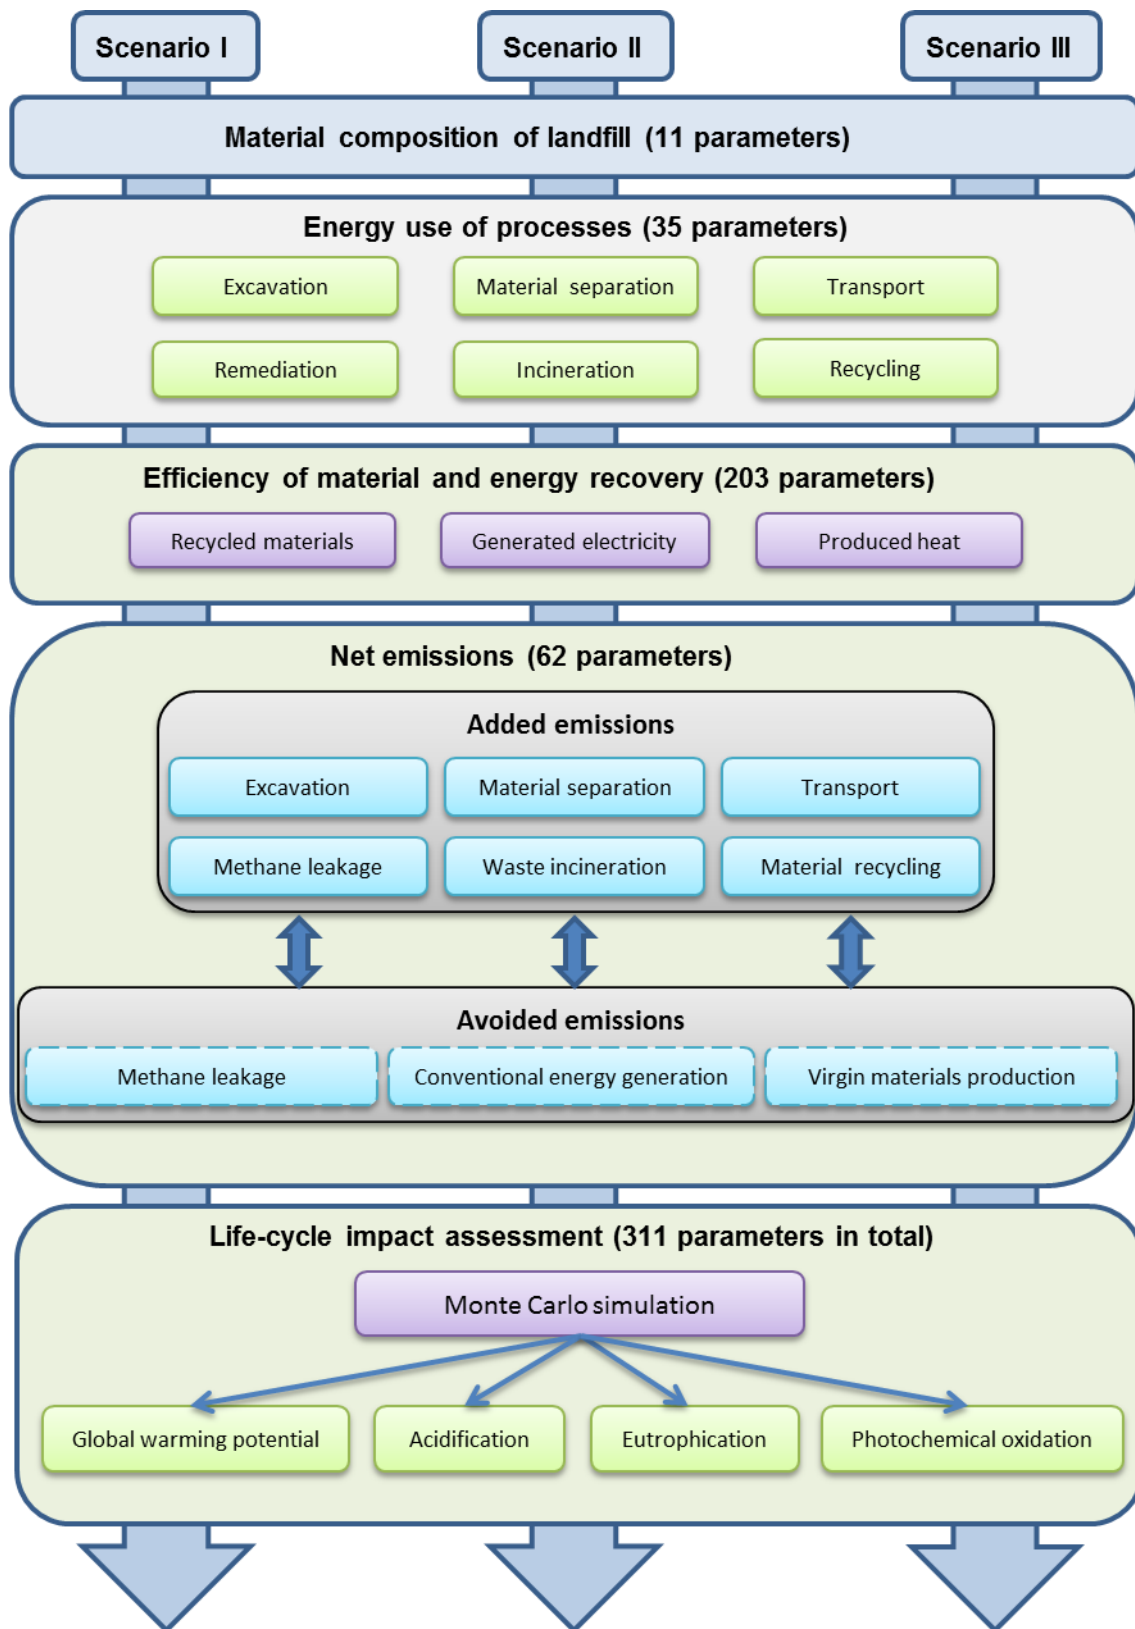 Scenario I
Scenario II
Scenario III
Material composition of landfill (11 parameters)
Energy use of processes (35 parameters)
Excavation
Material separation
Transport
Remediation
Incineration
Recycling
Efficiency of material and energy recovery (203 parameters)
Recycled materials
Generated electricity
Produced heat
Net emissions (62 parameters)
Added emissions
Excavation
Material separation
Transport
Methane leakage
Waste incineration
Material recycling
Avoided emissions
Methane leakage
Conventional energy generation
Virgin materials production
Life-cycle impact assessment (311 parameters in total)
Monte Carlo simulation
Global warming potential
Acidification
Eutrophication
Photochemical oxidation